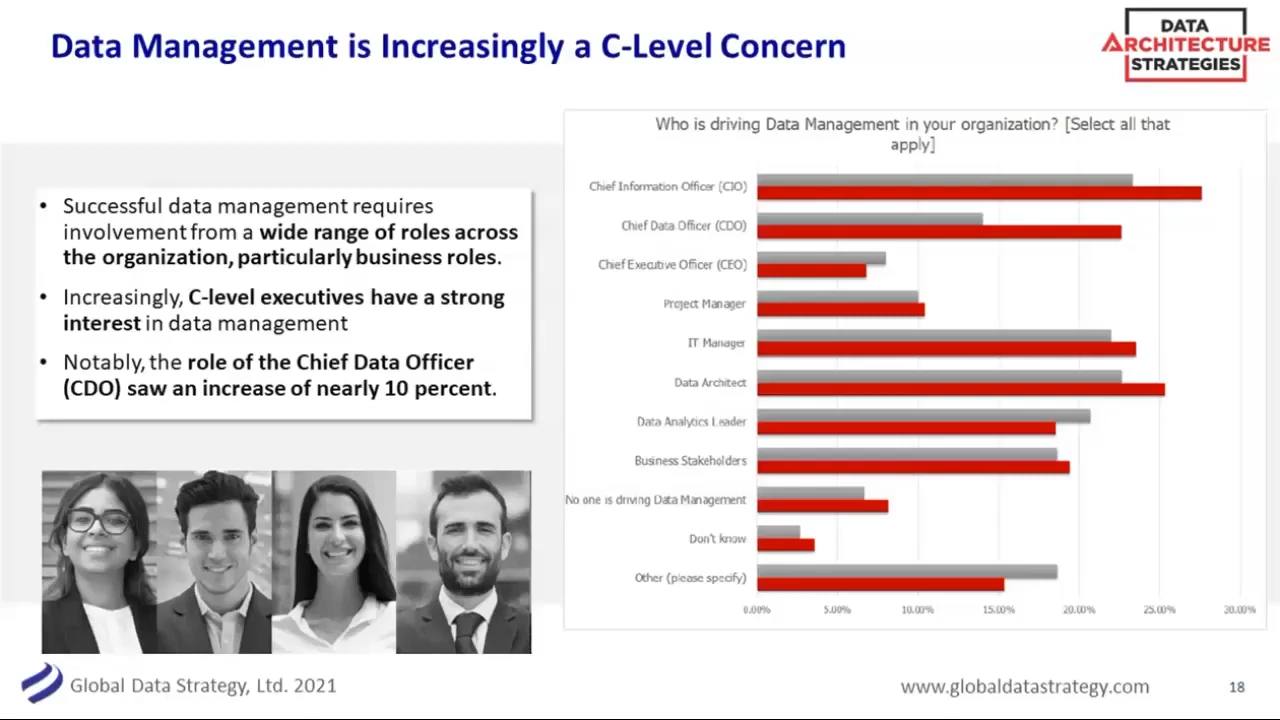 Data Management is Increasingly a C-Level Concern
DATA
ARCHITECTURE
STRATEGIES
• Successful data management requires
involvement from a wide range of roles across
the organization, particularly business roles.
• Increasingly, C-level executives have a strong
interest in data management
• Notably, the role of the Chief Data Officer
(CDO) saw an increase of nearly 10 percent.
Who is driving Data Management in your organization? [Select all that
apply]
Chief Information Officer (CIO)
Chief Data Officer (CDO)
Chief Executive Officer (CEO)
Project Manager
IT Manager
Data Architect
Data Analytics Leader
Business Stakeholders
No one is driving Data Management
Don't know
Other (please specify)
0.00% 5.00% 10.00% 15.00% 20.00% 25.00% 30.00%
Global Data Strategy, Ltd. 2021
www.globaldatastrategy.com
18